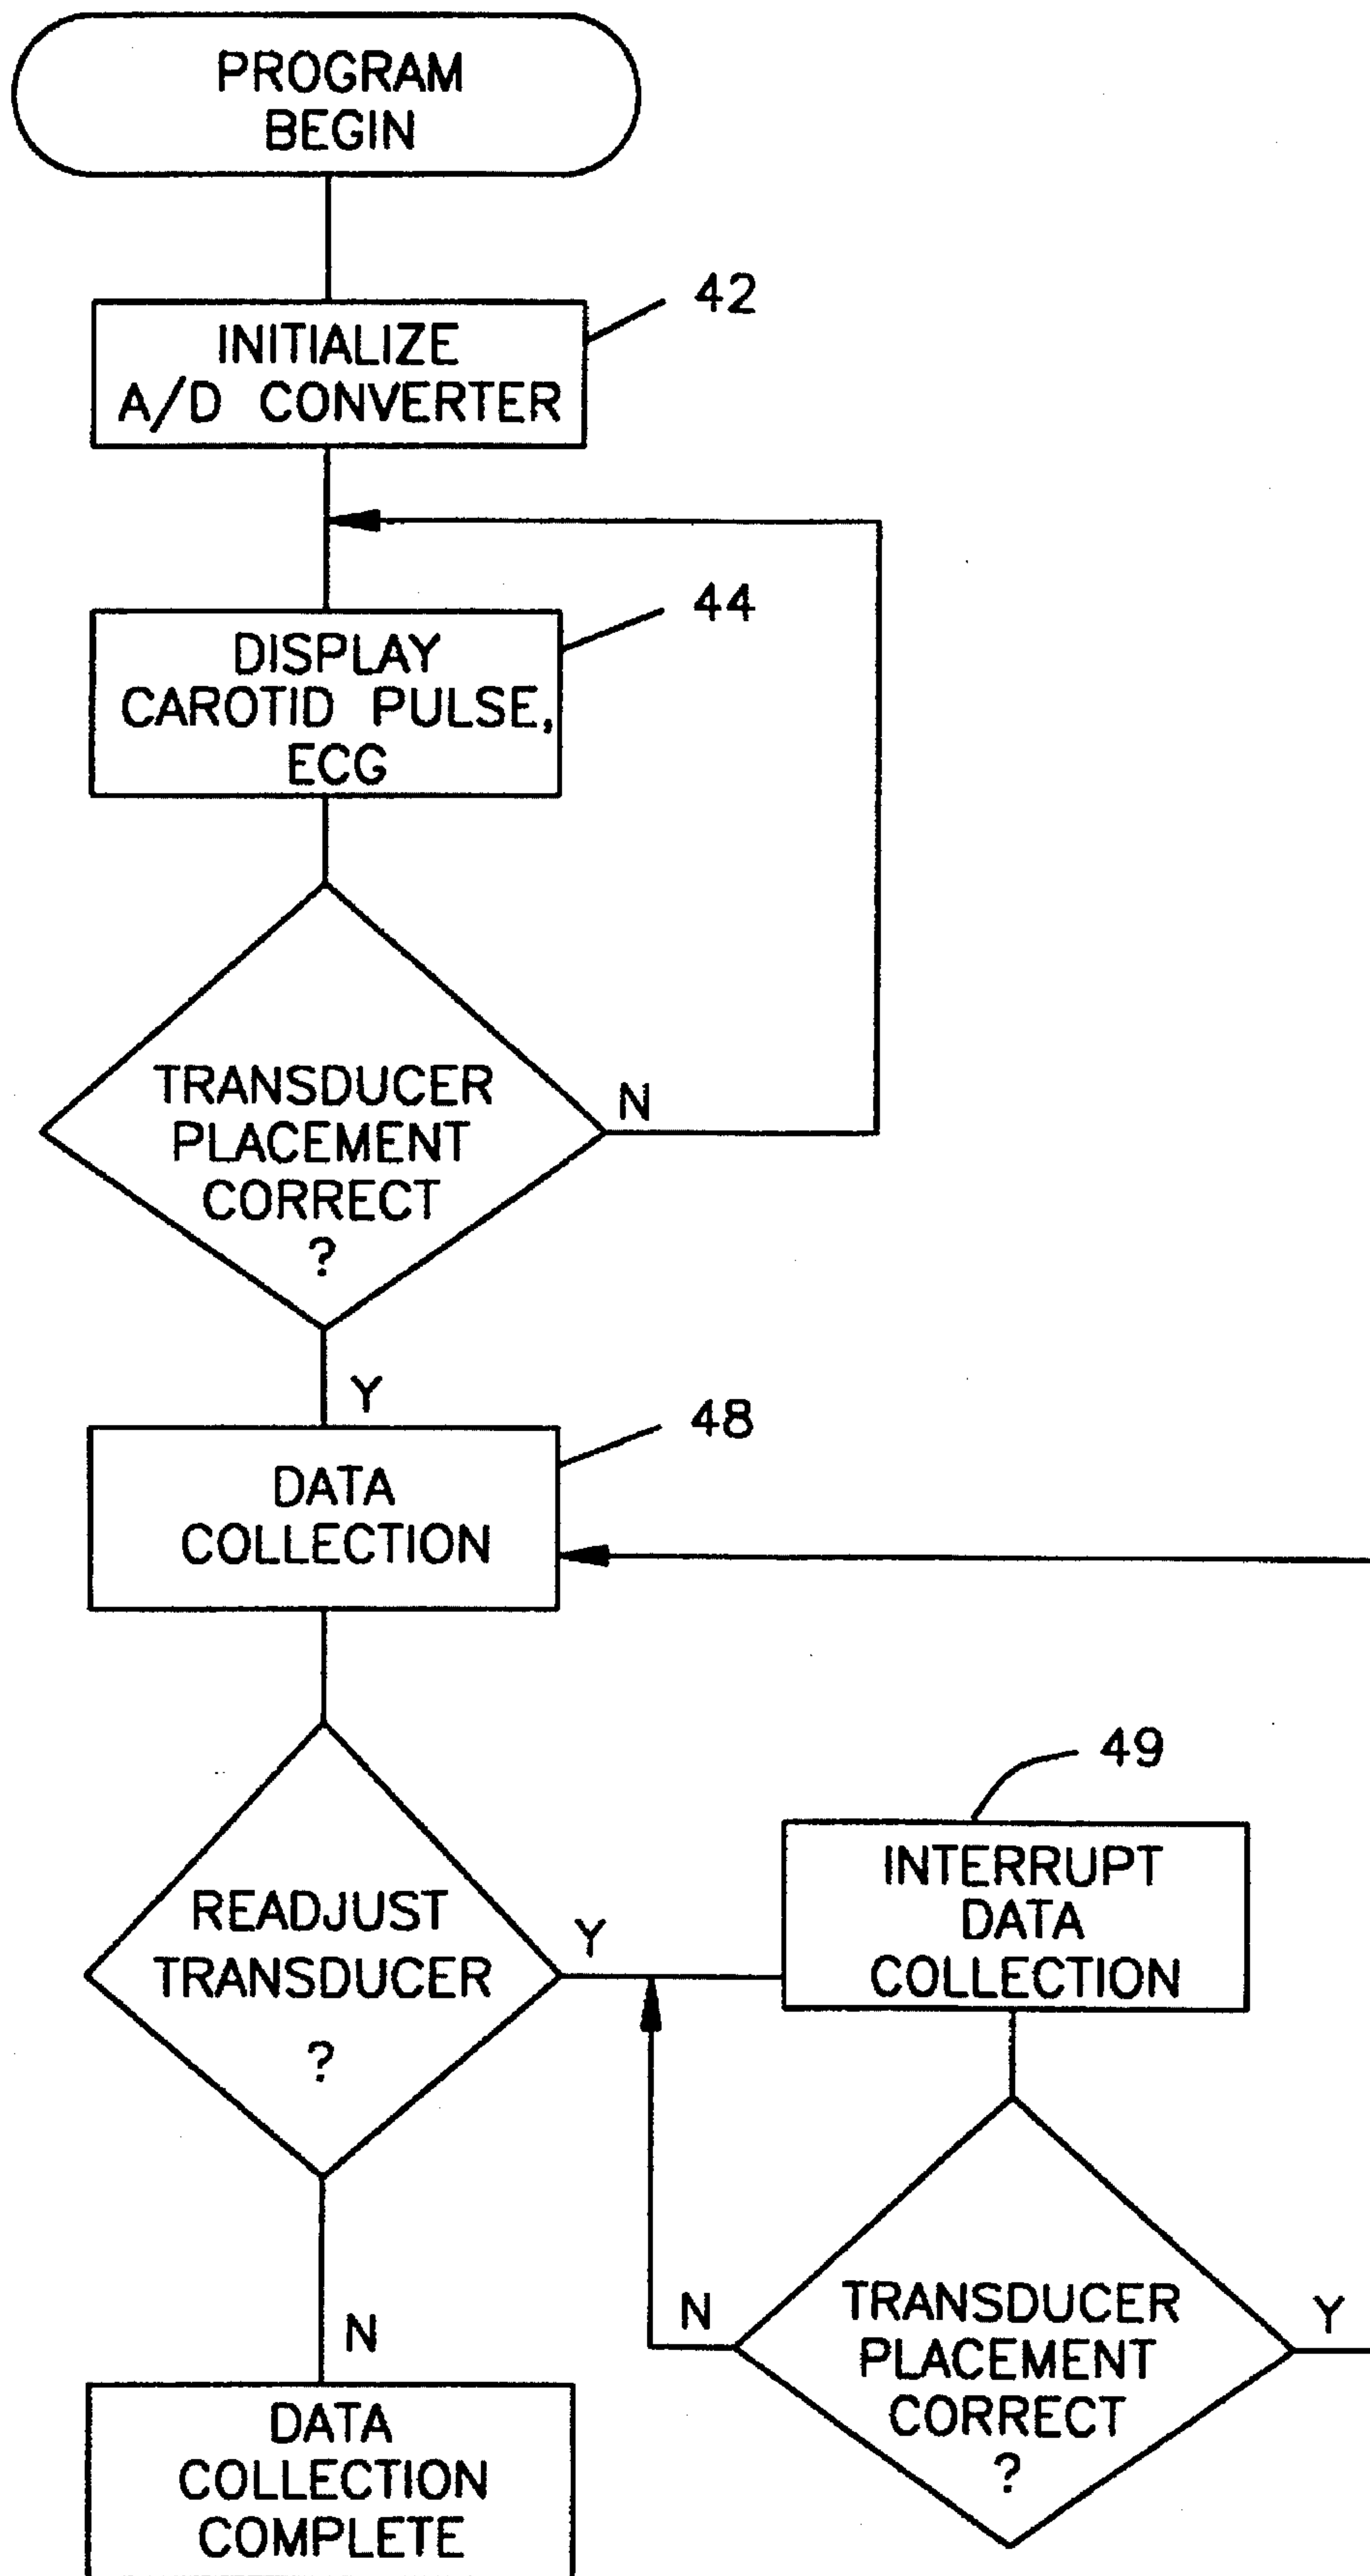 PROGRAM
BEGIN
42
INITIALIZE
A/D CONVERTER
44
DISPLAY
CAROTID PULSE,
ECG
TRANSDUCER
PLACEMENT
CORRECT
?
N
Y
48
DATA
COLLECTION
49
INTERRUPT
DATA
COLLECTION
READJUST
TRANSDUCER
?
Y
N
TRANSDUCER
PLACEMENT
CORRECT
?
N
Y
DATA
COLLECTION
COMPLETE